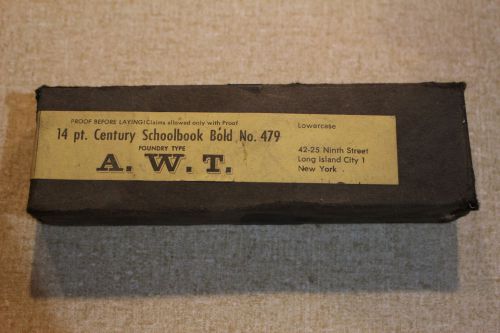 PROOF BEFORE LAYING! Claims allowed only with Proof
14 pt. Century Schoolbook Bold No. 479
FOUNDRY TYPE
A. W. T.
Lowercase
42-25 Ninth Street
Long Island City 1
New York